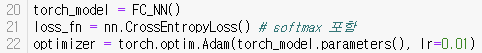 20 torch_model = FC_NN()
21 loss_fn = nn.CrossEntropyLoss() # softmax 포함
22 optimizer = torch.optim.Adam(torch_model.parameters(), lr=0.01)